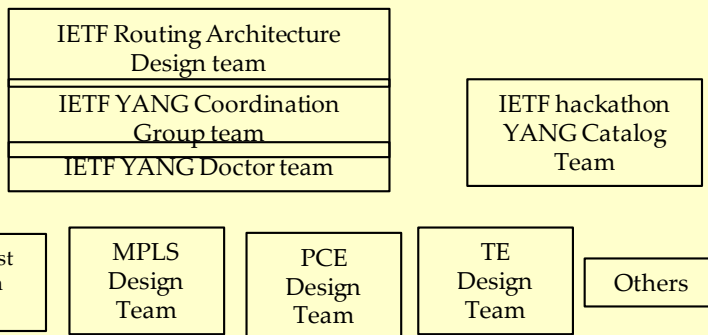 IETF Routing Architecture
Design team
IETF YANG Coordination
Group team
IETF YANG Doctor team
IETF hackathon
YANG Catalog
Team
MPLS
Design
Team
PCE
Design
Team
TE
Design
Team
Others